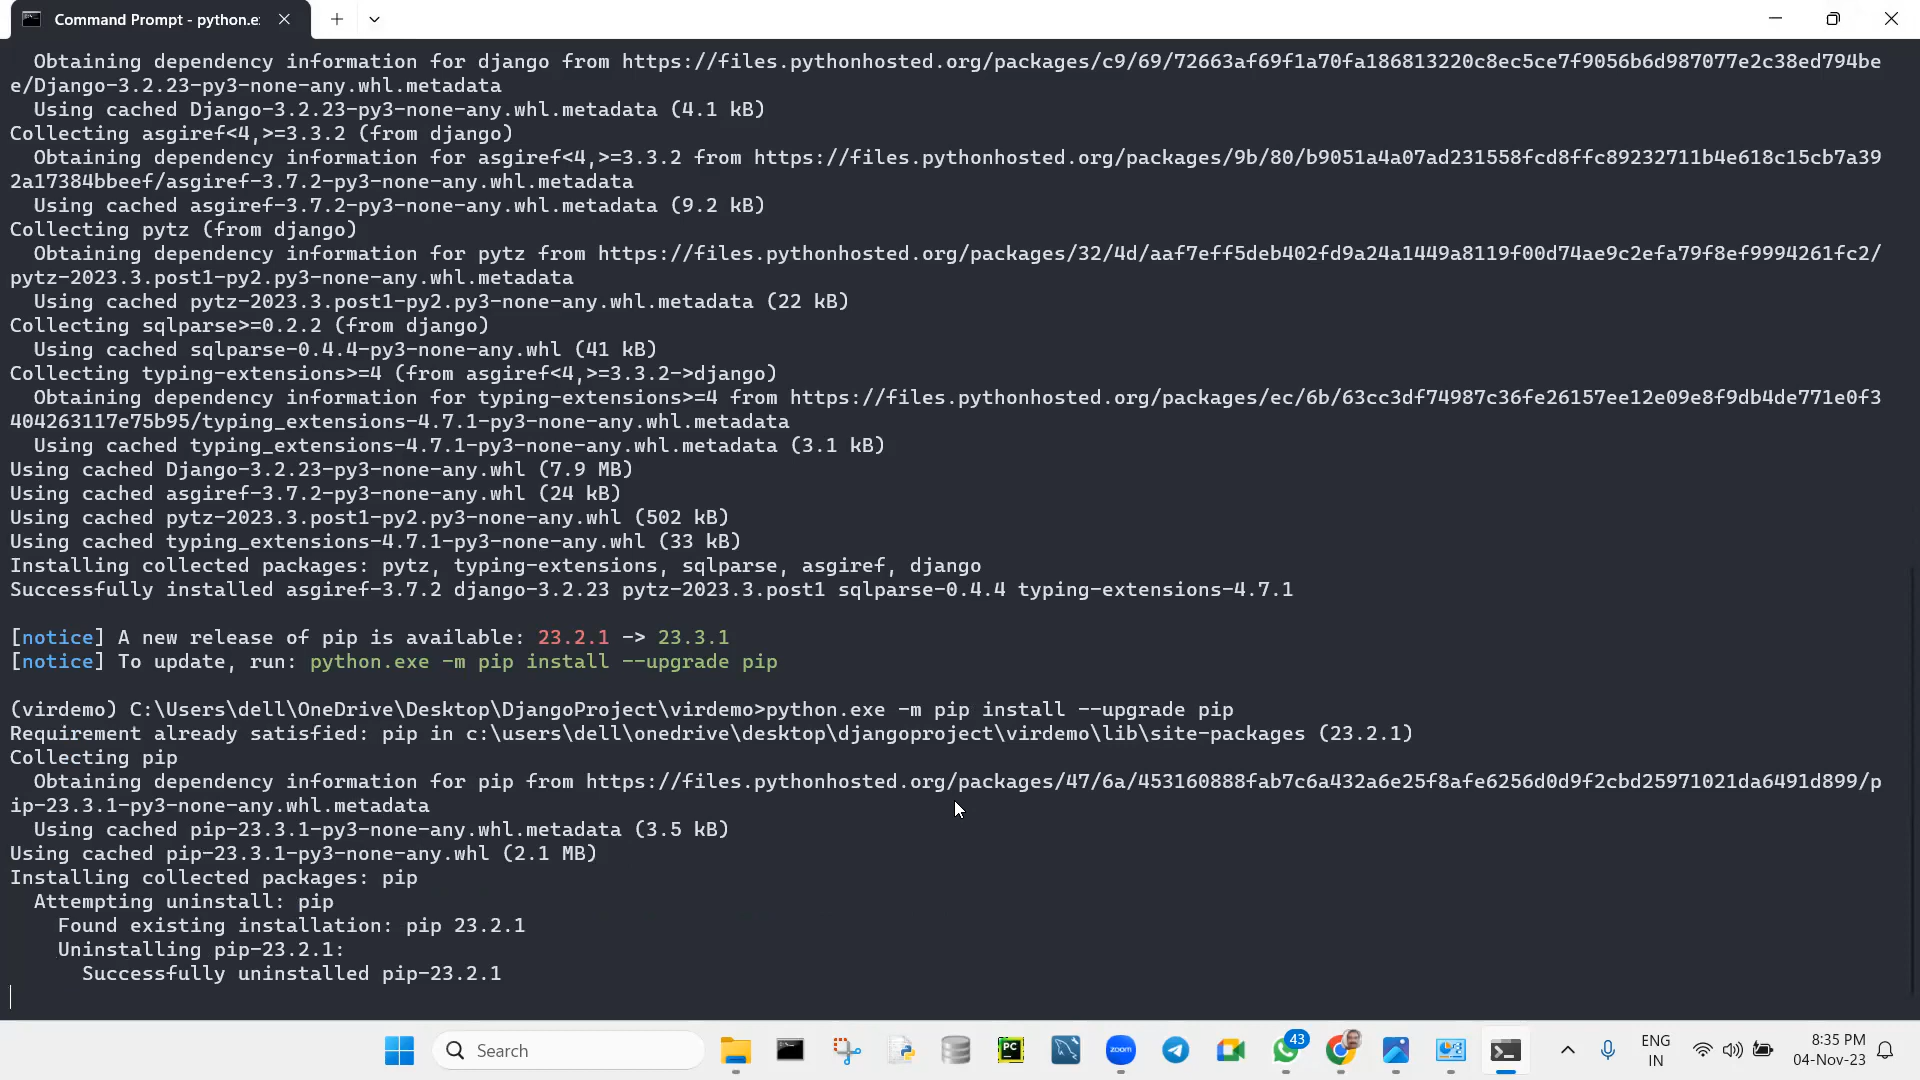 Command Prompt - python.e:
Obtaining dependency information for django from https://files.pythonhosted.org/packages/c9/69/72663af69f1a70fa186813220c8ec5ce7f9056b6d987077e2c38ed794be
e/Django-3.2.23-py3-none-any.whl.metadata
Using cached Django-3.2.23-py3-none-any.whl.metadata (4.1 kB)
Collecting asgiref<4,>=3.3.2 (from django)
Obtaining dependency information for asgiref<4,>=3.3.2 from https://files.pythonhosted.org/packages/9b/80/b9051a4a07ad231558fcd8ffc89232711b4e618c15cb7a39
2a17384bbeef/asgiref-3.7.2-py3-none-any.whl.metadata
Using cached asgiref-3.7.2-py3-none-any.whl.metadata (9.2 kB)
Collecting pytz (from django)
Obtaining dependency information for pytz from https://files.pythonhosted.org/packages/32/4d/aaf7eff5deb402fd9a24a1449a8119f00d74ae9c2efa79f8ef9994261fc2/
pytz-2023.3.post1-py2.py3-none-any.whl.metadata
Using cached pytz-2023.3.post1-py2.py3-none-any.whl.metadata (22 kB)
Collecting sqlparse>=0.2.2 (from django)
Using cached sqlparse-0.4.4-py3-none-any.whl (41 kB)
Collecting typing-extensions>=4 (from asgiref<4,>=3.3.2->django)
Obtaining dependency information for typing-extensions>=4 from https://files.pythonhosted.org/packages/ec/6b/63cc3df74987c36fe26157ee12e09e8f9db4de771e0f3
404263117e75b95/typing_extensions-4.7.1-py3-none-any.whl.metadata
Using cached typing_extensions-4.7.1-py3-none-any.whl.metadata (3.1 kB)
Using cached Django-3.2.23-py3-none-any.whl (7.9 MB)
Using cached asgiref-3.7.2-py3-none-any.whl (24 kB)
Using cached pytz-2023.3.post1-py2.py3-none-any.whl (502 kB)
Using cached typing_extensions-4.7.1-py3-none-any.whl (33 kB)
Installing collected packages: pytz, typing-extensions, sqlparse, asgiref, django
Successfully installed asgiref-3.7.2 django-3.2.23 pytz-2023.3.post1 sqlparse-0.4.4 typing-extensions-4.7.1
[notice] A new release of pip is available: 23.2.1 -> 23.3.1
[notice] To update, run: python.exe -m pip install --upgrade pip
(virdemo) C:\Users\dell\OneDrive\Desktop\DjangoProject\virdemo>python.exe -m pip install --upgrade pip
Requirement already satisfied: pip in c:\users\dell\onedrive\desktop\djangoproject\virdemo\lib\site-packages (23.2.1)
Collecting pip
Obtaining dependency information for pip from https://files.pythonhosted.org/packages/47/6a/453160888fab7c6a432a6e25f8afe6256d0d9f2cbd25971021da6491d899/p
ip-23.3.1-py3-none-any.whl.metadata
Using cached pip-23.3.1-py3-none-any.whl.metadata (3.5 kB)
Using cached pip-23.3.1-py3-none-any.whl (2.1 MB)
Installing collected packages: pip
Attempting uninstall: pip
Found existing installation: pip 23.2.1
Uninstalling pip-23.2.1:
Successfully uninstalled pip-23.2.1
Search
PC
zoom
43
ENG
IN
8:35 PM
04-Nov-23